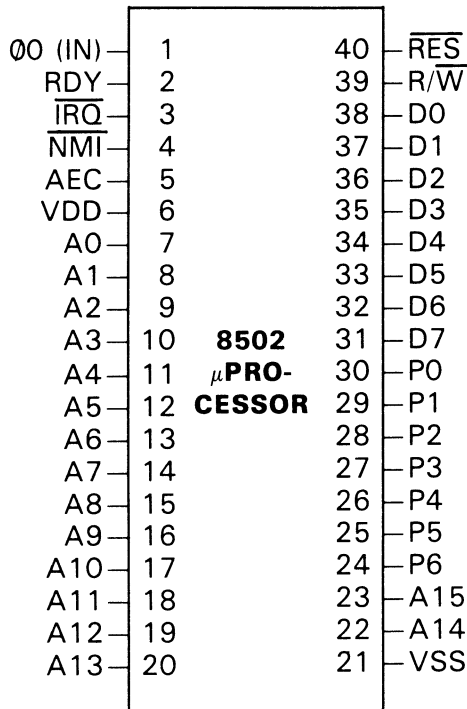 Ø0 (IN) 1 40 R̅E̅S̅
RDY 2 39 R/W̅
I̅R̅Q̅ 3 38 D0
N̅M̅I̅ 4 37 D1
AEC 5 36 D2
VDD 6 35 D3
A0 7 34 D4
A1 8 33 D5
A2 9 32 D6
A3 10 8502 31 D7
A4 11 μPRO- 30 P0
A5 12 CESSOR 29 P1
A6 13 28 P2
A7 14 27 P3
A8 15 26 P4
A9 16 25 P5
A10 17 24 P6
A11 18 23 A15
A12 19 22 A14
A13 20 21 VSS